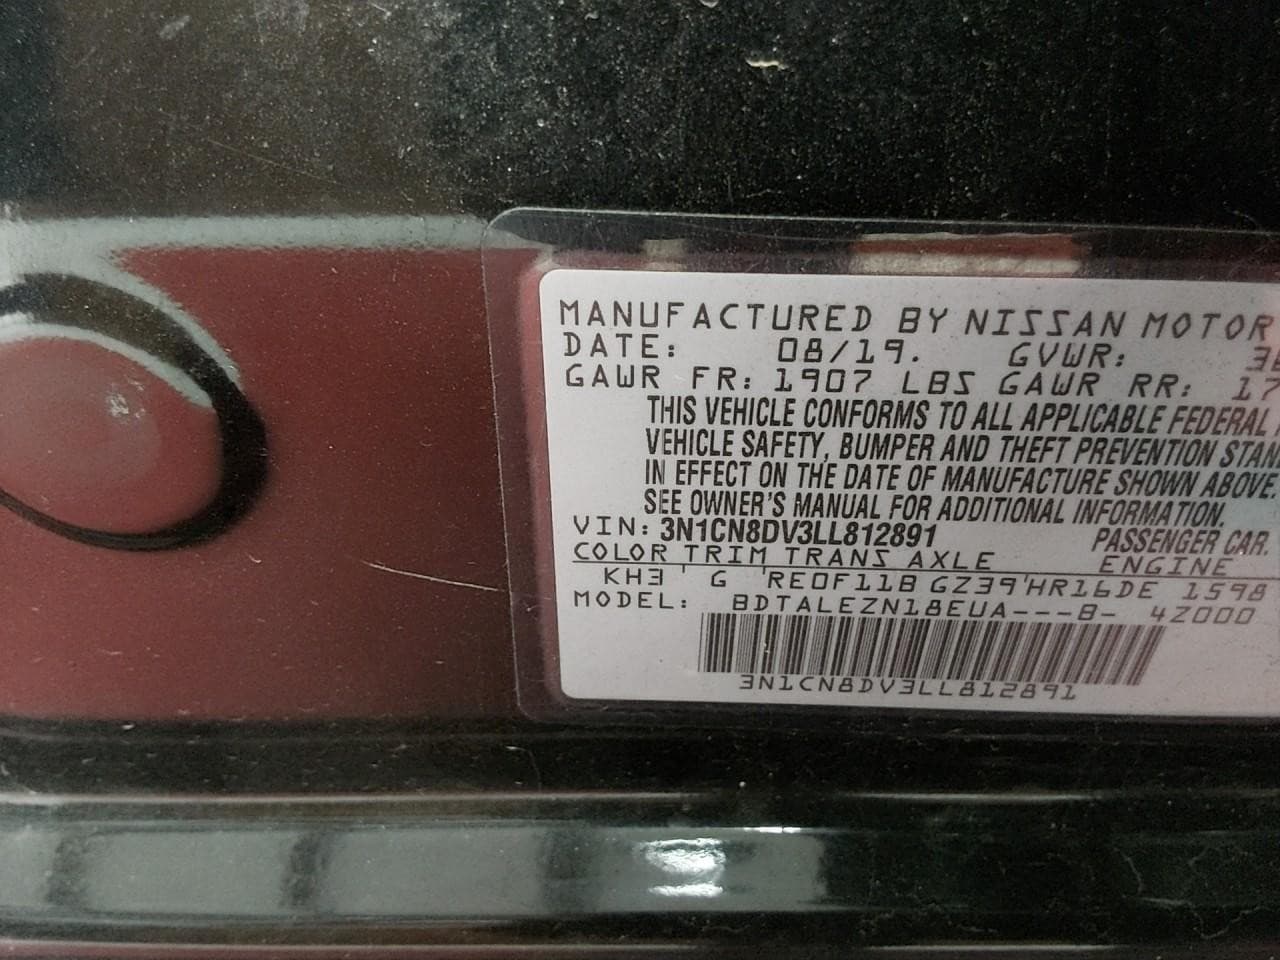 MANUFACTURED BY NISSAN MOTOR
DATE: 08/19. GVWR: 3
GAWR FR: 1907 LBS GAWR RR: 17
THIS VEHICLE CONFORMS TO ALL APPLICABLE FEDERAL
VEHICLE SAFETY, BUMPER AND THEFT PREVENTION STAN
IN EFFECT ON THE DATE OF MANUFACTURE SHOWN ABOVE.
SEE OWNER'S MANUAL FOR ADDITIONAL INFORMATION.
VIN: 3N1CN8DV3LL812891 PASSENGER CAR.
COLOR TRIM TRANS AXLE ENGINE
KH3 ' G 'RE0F11B GZ39'HR16DE 1598
MODEL: BDTALEZN18EUA---B- 4Z000
3N1CN8DV3LL812891